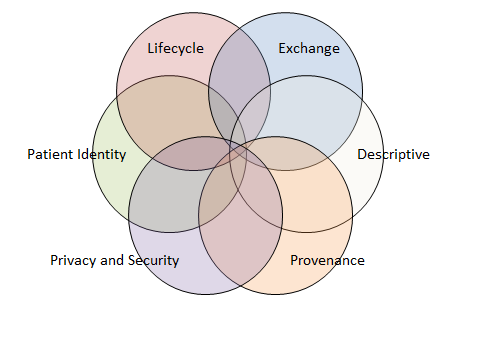 Lifecycle
Exchange
Patient Identity
Descriptive
Privacy and Security
Provenance